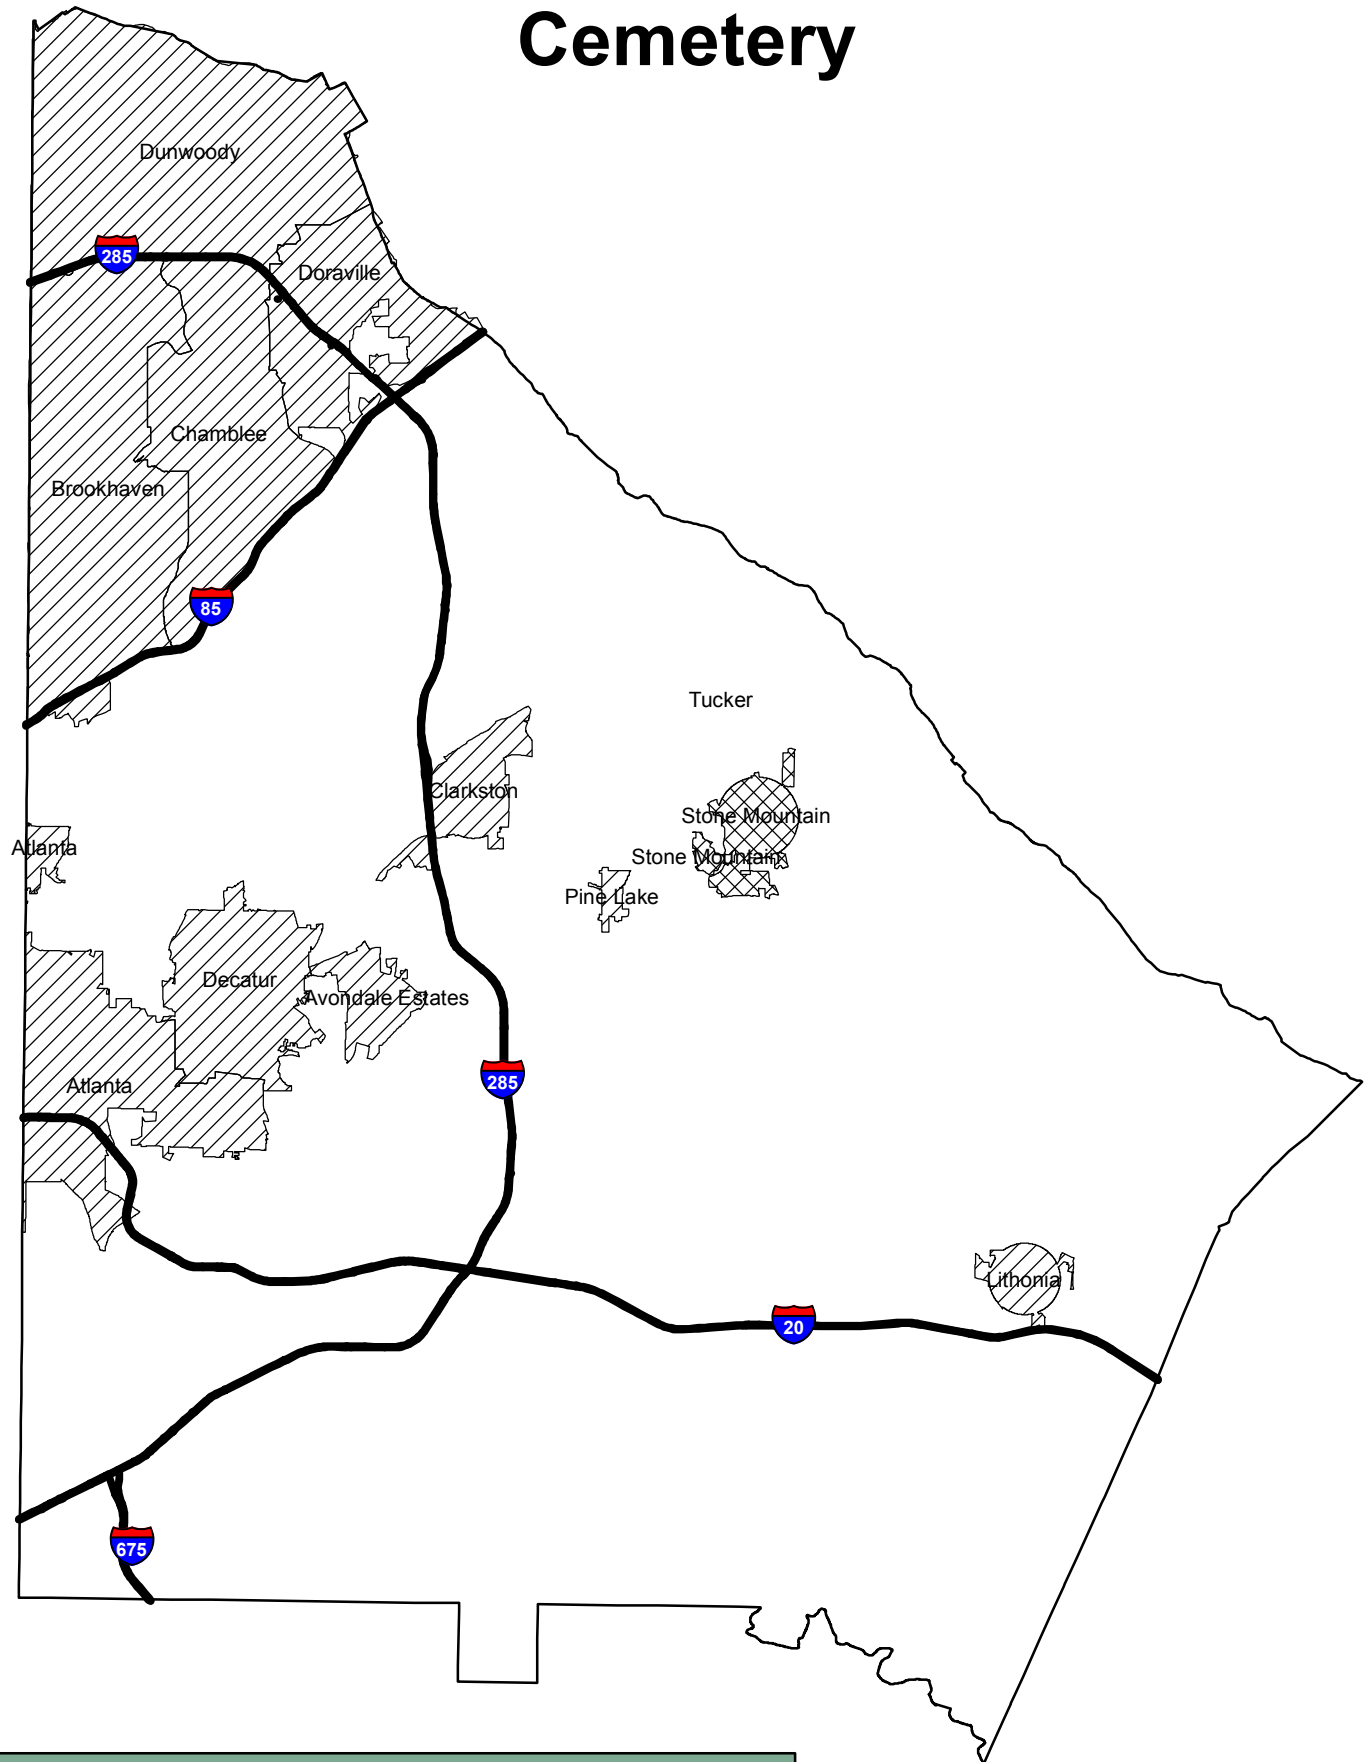 Cemetery
Dunwoody
285
Doraville
Chamblee
Brookhaven
85
Tucker
Clarkston
Stone Mountain
Atlanta
Stone Mountain
Pine Lake
Decatur
Avondale Estates
285
Atlanta
Lithonia
20
675